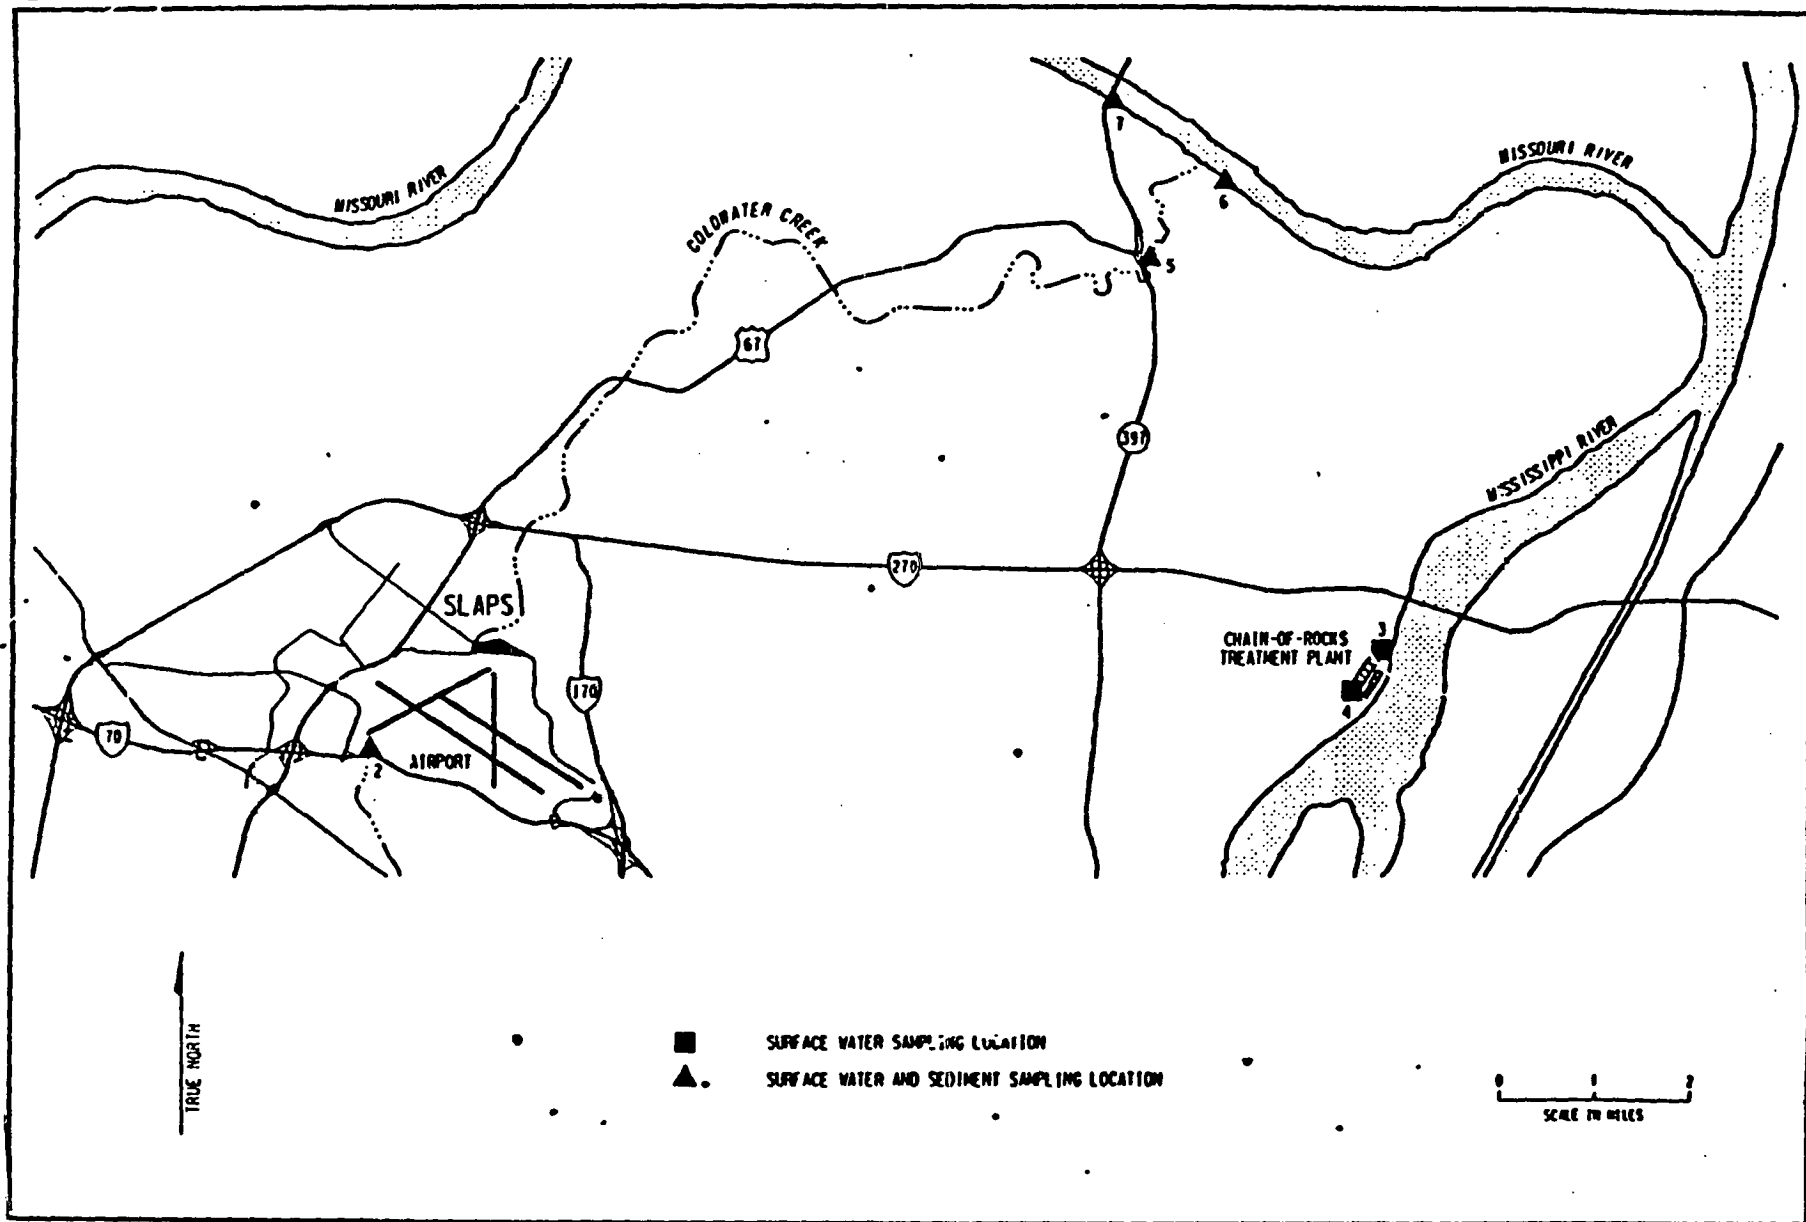 MISSOURI RIVER
MISSOURI RIVER
COLDWATER CREEK
7
6
5
67
397
MISSISSIPPI RIVER
270
SLAPS
CHAIN-OF-ROCKS
TREATMENT PLANT
3
4
170
70
2
AIRPORT
TRUE NORTH
SURFACE WATER SAMPLING LOCATION
SURFACE WATER AND SEDIMENT SAMPLING LOCATION
0 1 2
SCALE IN MILES